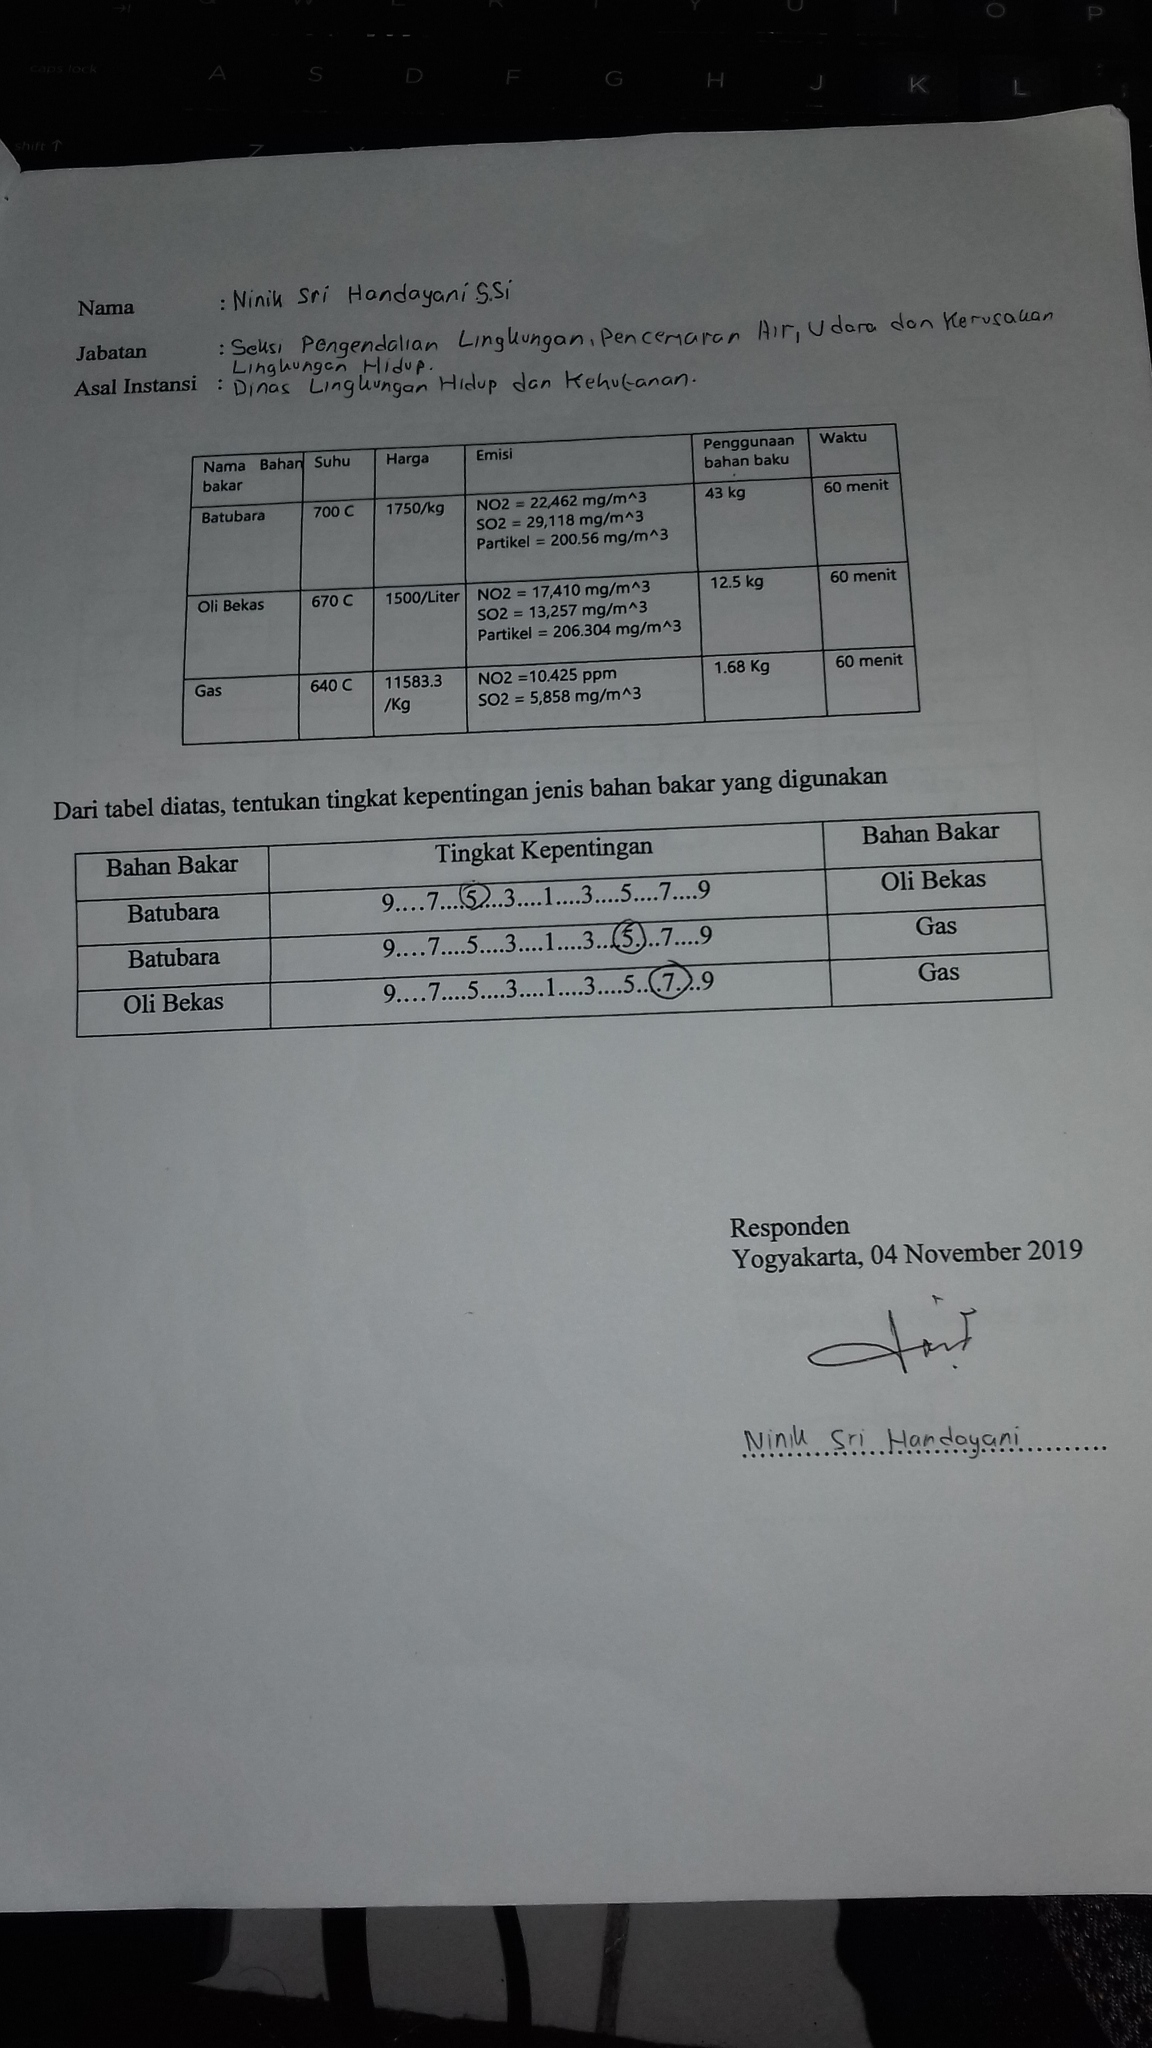 A S D F G H J K L
O P
caps lock
shift ↑
Nama : Ninik Sri Handayani S.Si
Jabatan : Seksi Pengendalian Lingkungan, Pencemaran Air, Udara dan Kerusakan
Lingkungan Hidup.
Asal Instansi : Dinas Lingkungan Hidup dan Kehutanan.
Nama Bahan bakar Suhu Harga Emisi Penggunaan bahan baku Waktu
Batubara 700 C 1750/kg NO2 = 22,462 mg/m^3 43 kg 60 menit
SO2 = 29,118 mg/m^3
Partikel = 200.56 mg/m^3
Oli Bekas 670 C 1500/Liter NO2 = 17,410 mg/m^3 12.5 kg 60 menit
SO2 = 13,257 mg/m^3
Partikel = 206.304 mg/m^3
Gas 640 C 11583.3 NO2 =10.425 ppm 1.68 Kg 60 menit
/Kg SO2 = 5,858 mg/m^3
Dari tabel diatas, tentukan tingkat kepentingan jenis bahan bakar yang digunakan
Bahan Bakar Tingkat Kepentingan Bahan Bakar
Batubara 9....7....5....3....1....3....5....7....9 Oli Bekas
Batubara 9....7....5....3....1....3....5....7....9 Gas
Oli Bekas 9....7....5....3....1....3....5....7....9 Gas
Responden
Yogyakarta, 04 November 2019
Ninik Sri Handayani